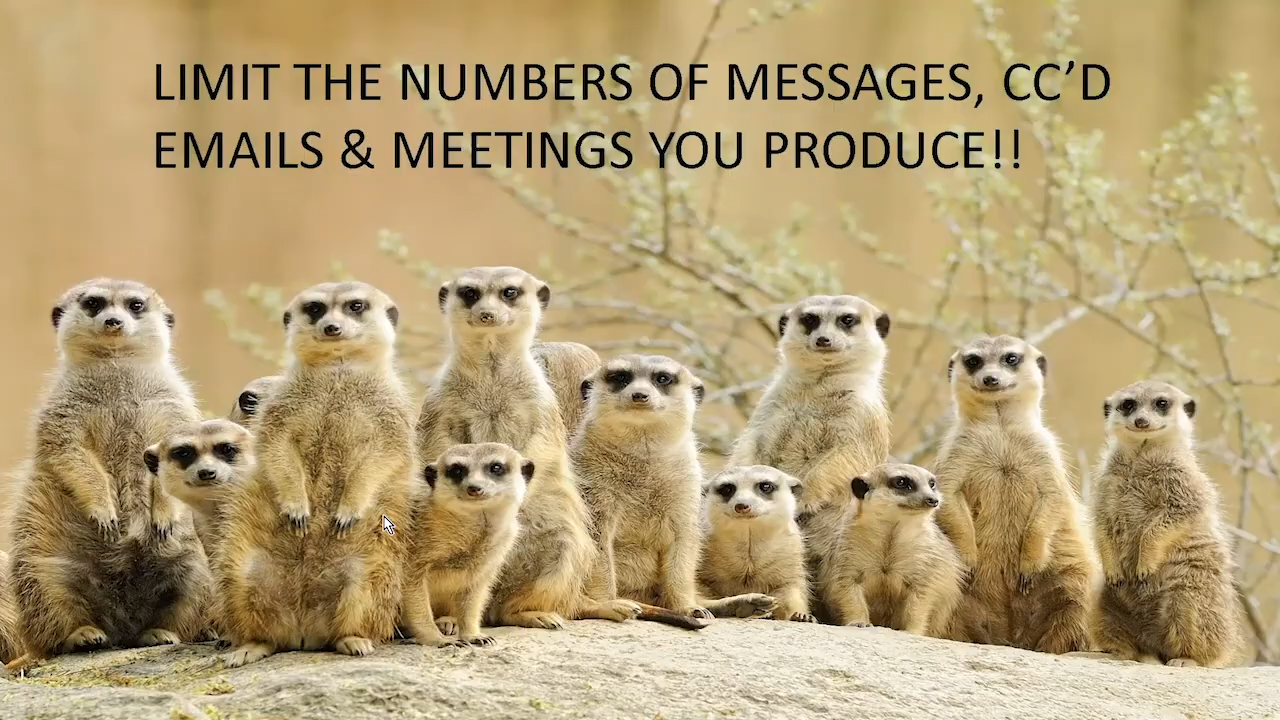 LIMIT THE NUMBERS OF MESSAGES, CC’D
EMAILS & MEETINGS YOU PRODUCE!!